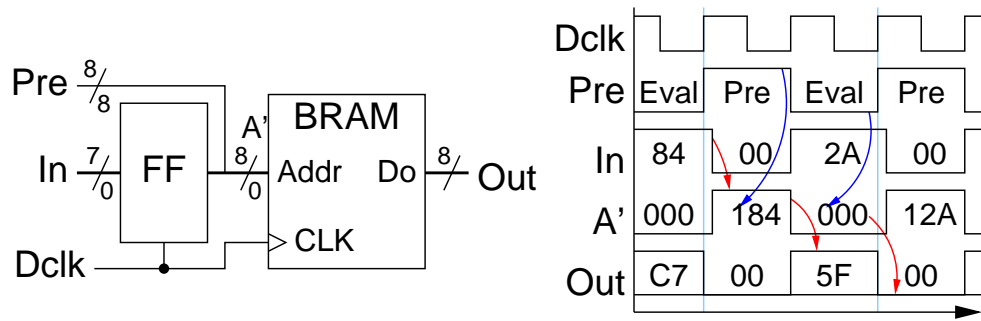 Pre 8 8
In 7 0
FF
Dclk
A' 8 0
BRAM
Addr
Do
CLK
8
Out
Dclk
Pre Eval Pre Eval Pre
In 84 00 2A 00
A' 000 184 000 12A
Out C7 00 5F 00